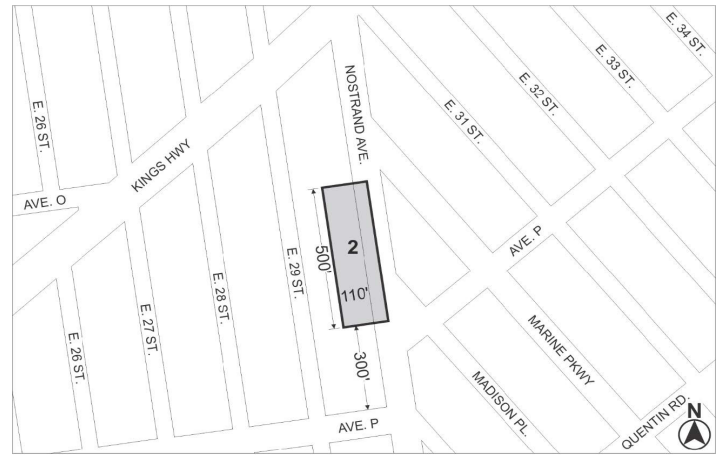 E. 34 ST.
E. 33 ST.
E. 32 ST.
E. 31 ST.
NOSTRAND AVE.
E. 26 ST.
KINGS HWY
AVE. O
2
500'
110'
300'
E. 29 ST.
E. 28 ST.
E. 27 ST.
E. 26 ST.
AVE. P
MARINE PKWY
MADISON PL.
QUENTIN RD.
AVE. P
N